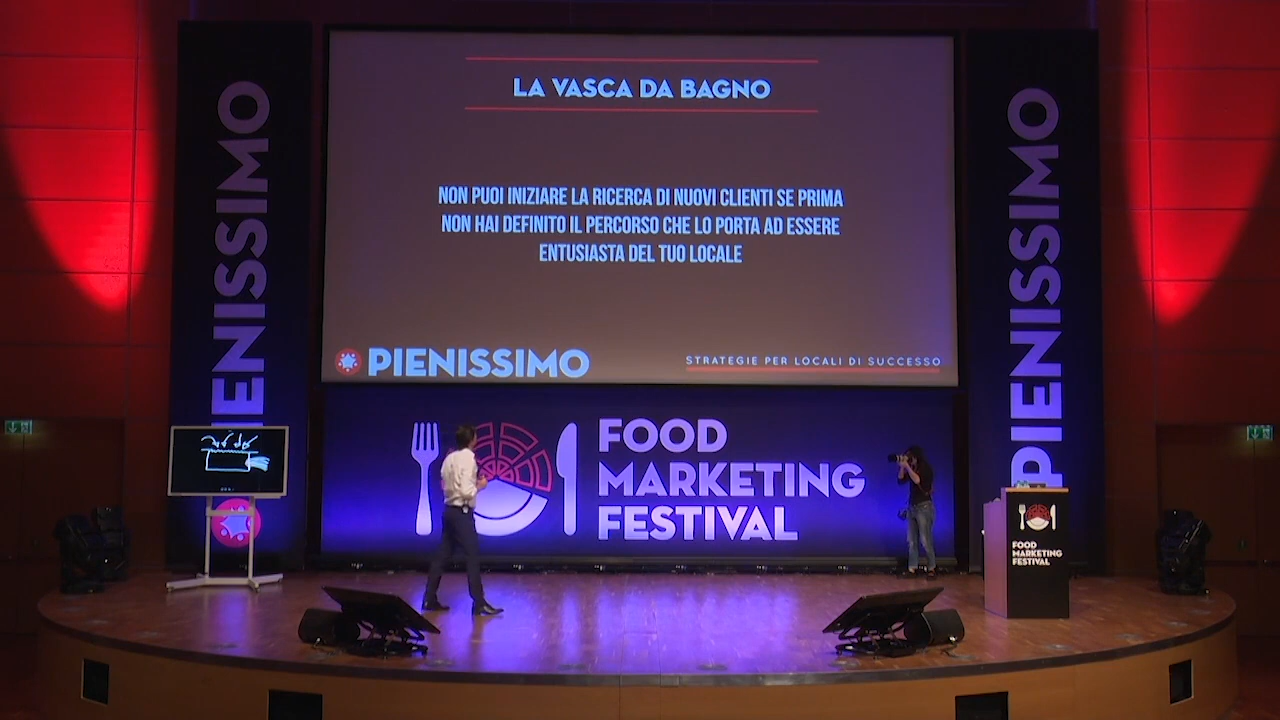 LA VASCA DA BAGNO
NON PUOI INIZIARE LA RICERCA DI NUOVI CLIENTI SE PRIMA
NON HAI DEFINITO IL PERCORSO CHE LO PORTA AD ESSERE
ENTUSIASTA DEL TUO LOCALE
PIENISSIMO
STRATEGIE PER LOCALI DI SUCCESSO
PIENISSIMO
PIENISSIMO
FOOD
MARKETING
FESTIVAL
FOOD
MARKETING
FESTIVAL